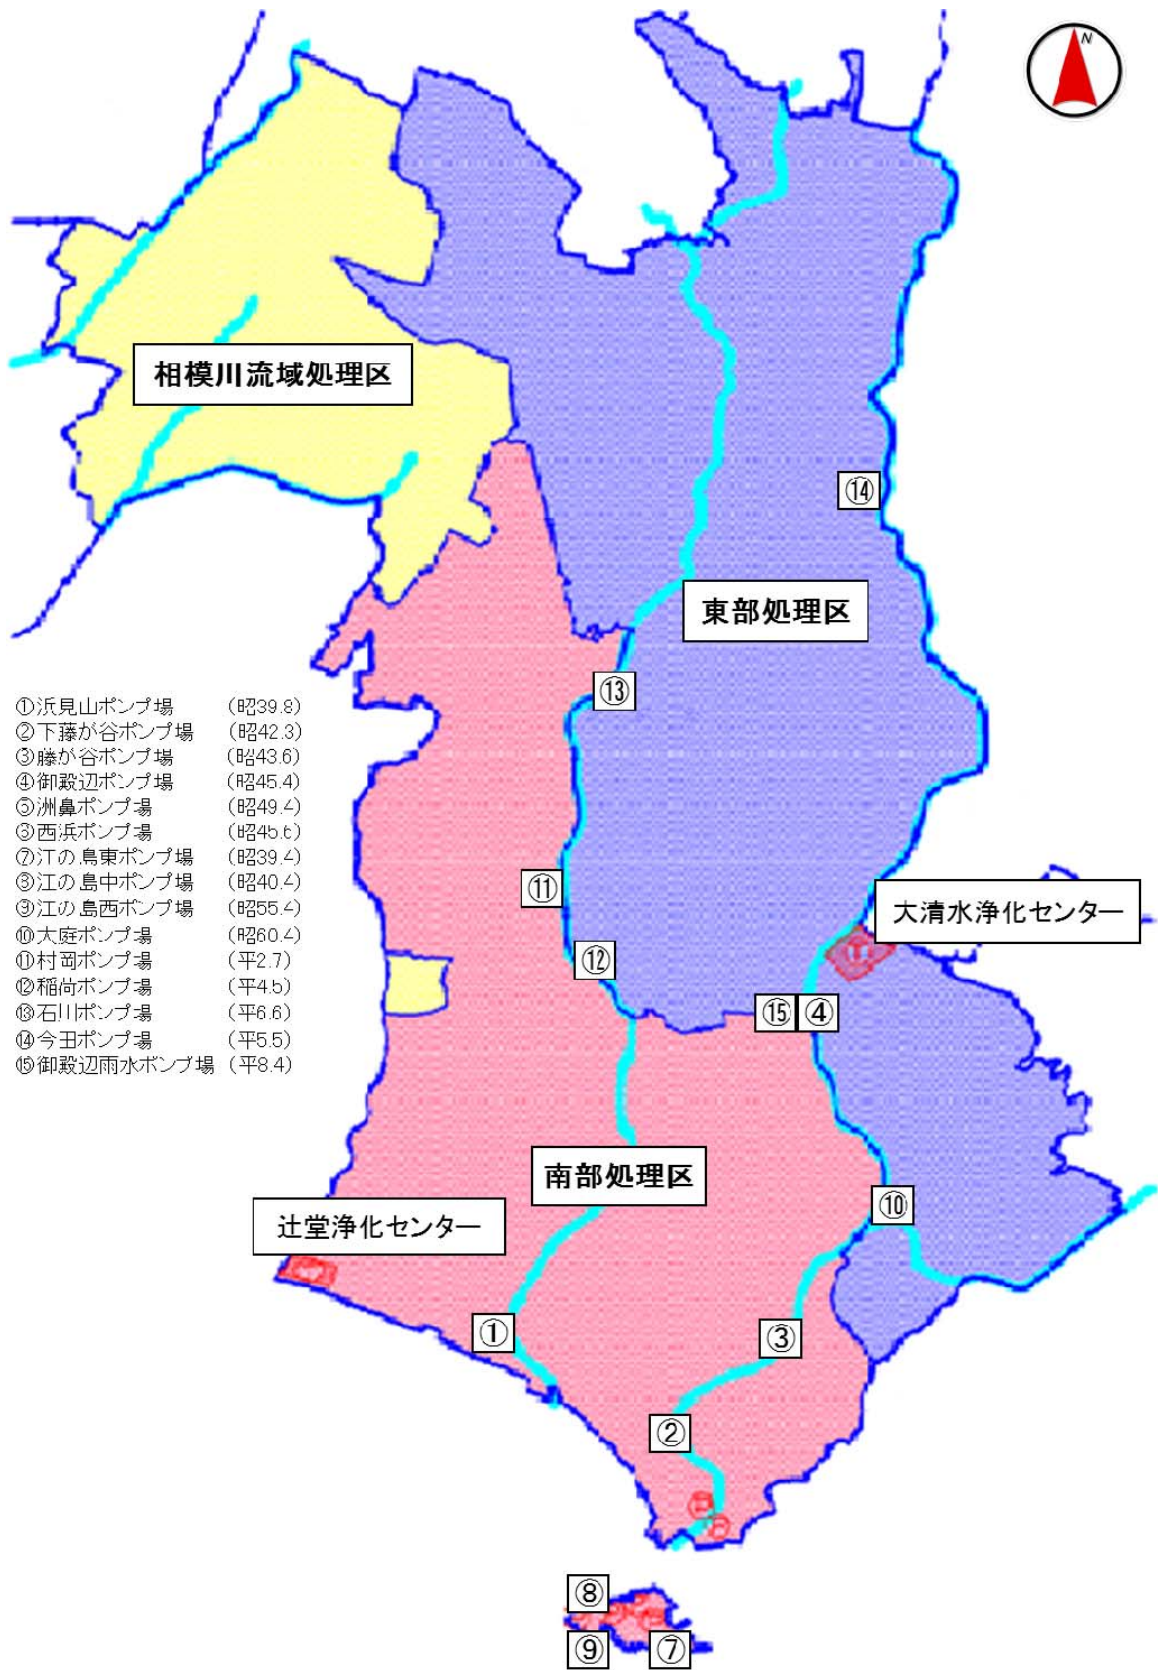 N
相模川流域処理区
⑭
東部処理区
⑬
①浜見山ポンプ場 (昭39.8)
②下藤が谷ポンプ場 (昭42.3)
③藤が谷ポンプ場 (昭43.6)
④御殿辺ポンプ場 (昭45.4)
⑤洲鼻ポンプ場 (昭49.4)
⑥西浜ポンプ場 (昭45.6)
⑦江の島東ポンプ場 (昭39.4)
⑧江の島中ポンプ場 (昭40.4)
⑨江の島西ポンプ場 (昭55.4)
⑩大庭ポンプ場 (昭60.4)
⑪村岡ポンプ場 (平2.7)
⑫稲荷ポンプ場 (平4.5)
⑬石川ポンプ場 (平6.6)
⑭今田ポンプ場 (平5.5)
⑮御殿辺雨水ポンプ場 (平8.4)
⑪
大清水浄化センター
⑫
⑮ ④
南部処理区
⑩
辻堂浄化センター
①
③
②
⑧
⑨ ⑦